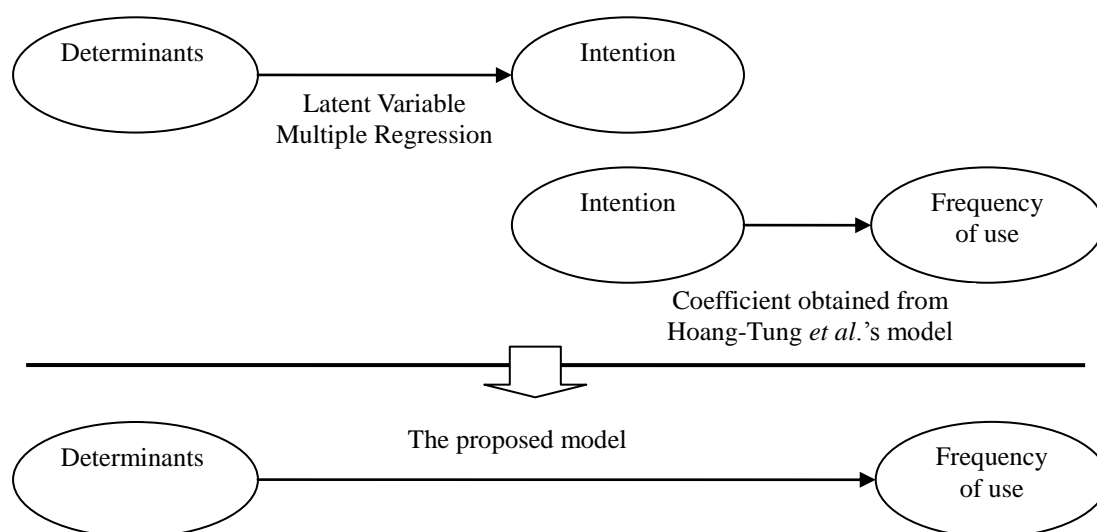 Determinants
Intention
Latent Variable
Multiple Regression
Intention
Frequency
of use
Coefficient obtained from
Hoang-Tung et al.'s model
The proposed model
Determinants
Frequency
of use